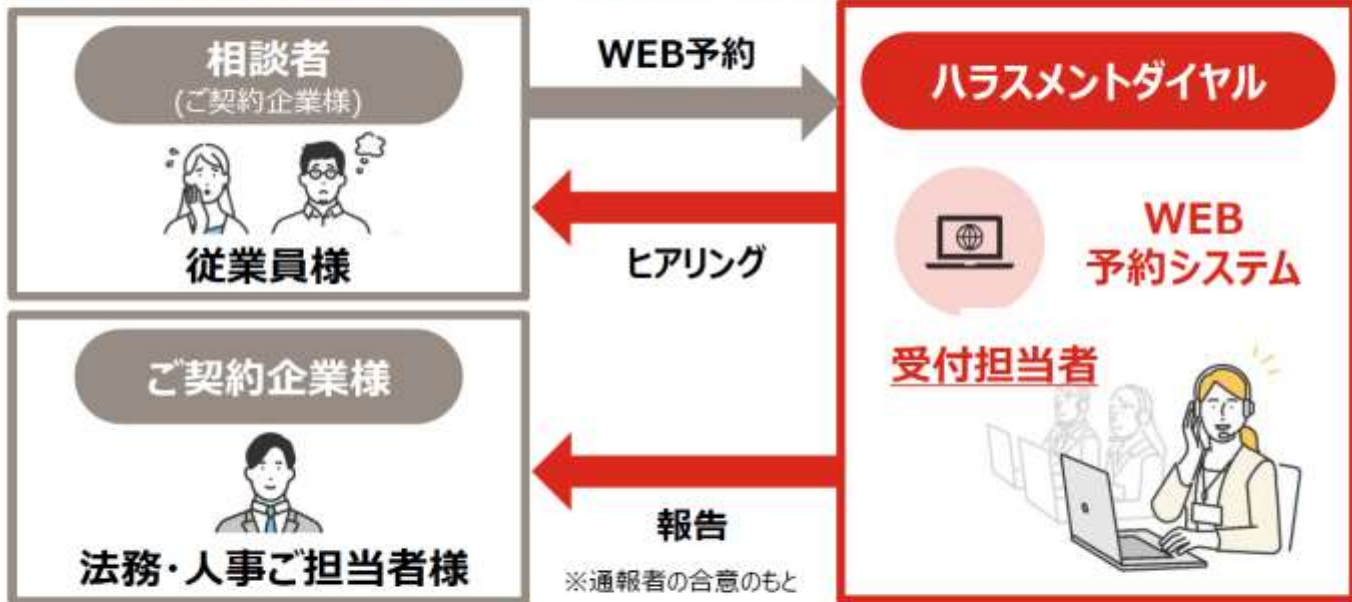 相談者
(ご契約企業様)
従業員様
WEB予約
ヒアリング
ハラスメントダイヤル
WEB
予約システム
受付担当者
ご契約企業様
法務・人事ご担当者様
報告
※通報者の合意のもと